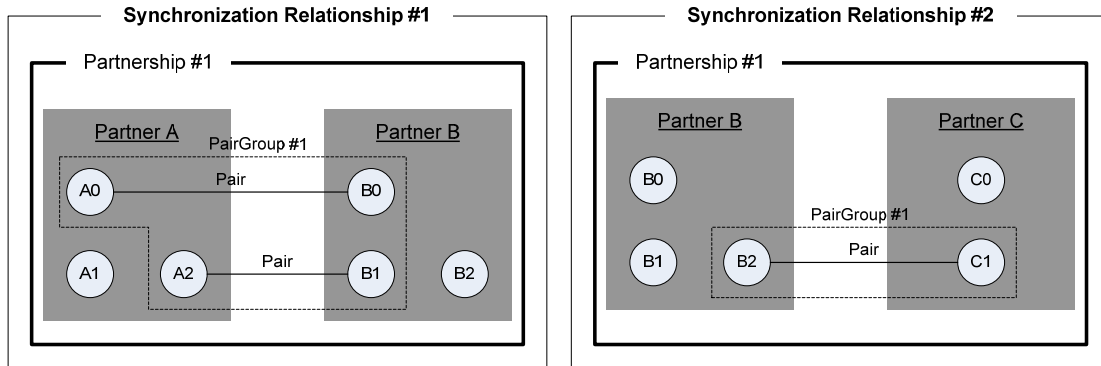 Synchronization Relationship #1
Partnership #1
Partner A
Partner B
PairGroup #1
Pair
A0
B0
A1
A2
Pair
B1
B2
Synchronization Relationship #2
Partnership #1
Partner B
Partner C
B0
C0
PairGroup #1
B1
B2
Pair
C1